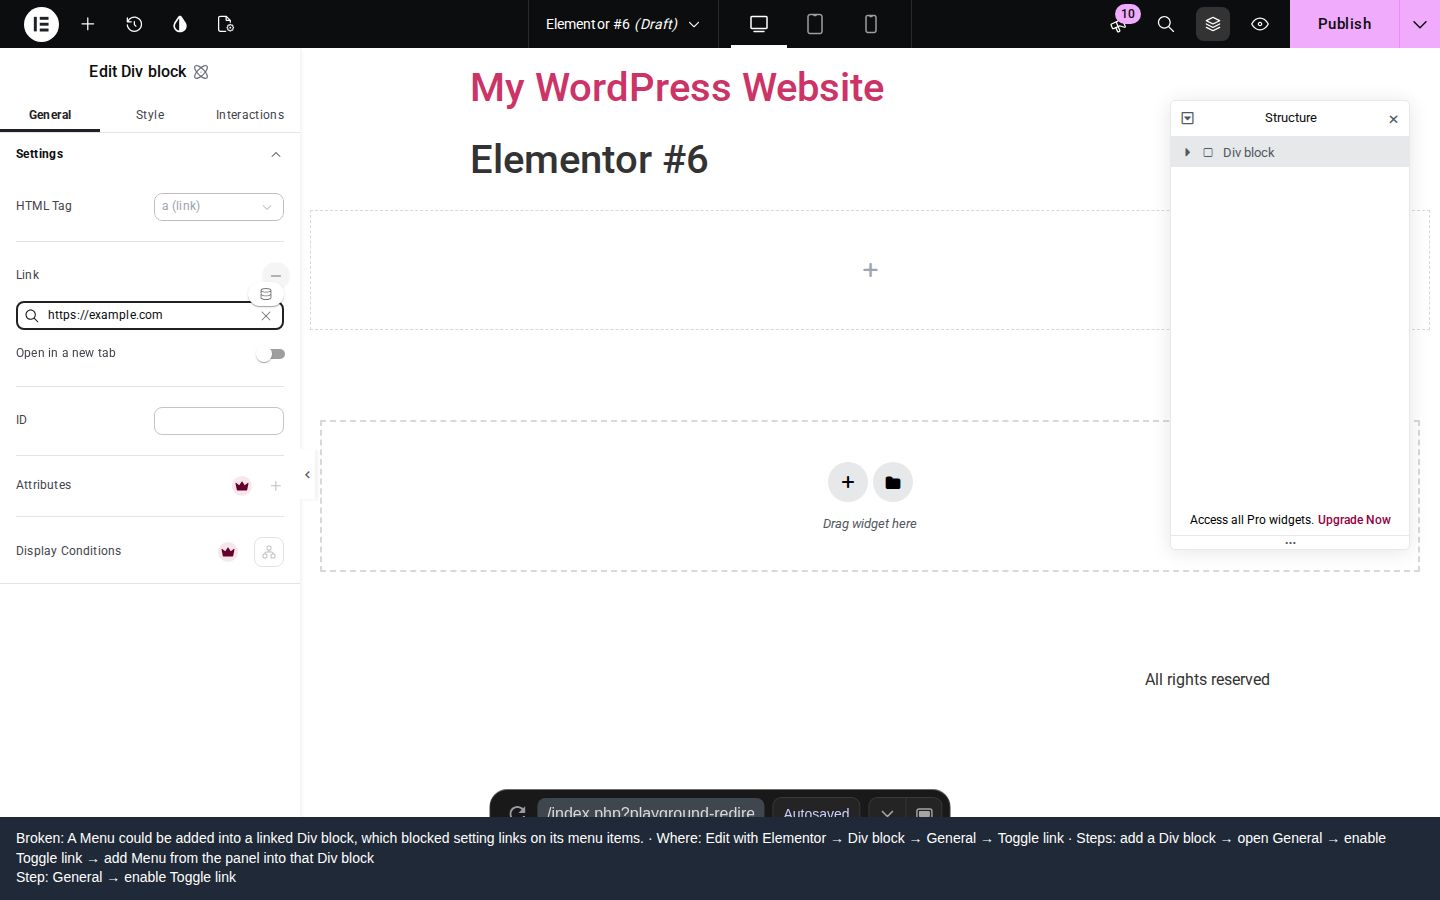 Elementor #6 (Draft)
10
Publish
Edit Div block
General
Style
Interactions
Settings
HTML Tag
a (link)
Link
https://example.com
Open in a new tab
ID
Attributes
Display Conditions
My WordPress Website
Elementor #6
Drag widget here
All rights reserved
Structure
Div block
Access all Pro widgets. Upgrade Now
/index.php?playground-redire
Autosaved
Broken: A Menu could be added into a linked Div block, which blocked setting links on its menu items. · Where: Edit with Elementor → Div block → General → Toggle link · Steps: add a Div block → open General → enable
Toggle link → add Menu from the panel into that Div block
Step: General → enable Toggle link